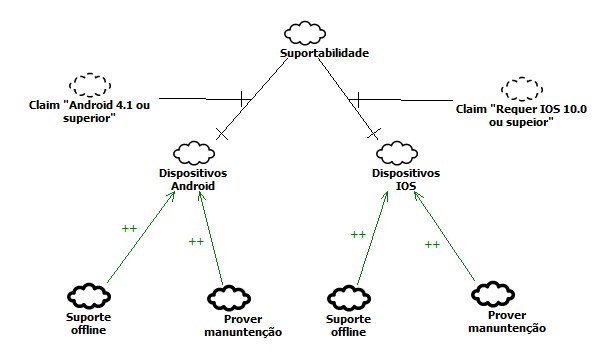 Suportabilidade
Claim "Android 4.1 ou
superior"
Claim "Requer IOS 10.0
ou supeior"
Dispositivos
Android
Dispositivos
IOS
++
++
++
++
Suporte
offline
Prover
manuntenção
Suporte
offline
Prover
manuntenção